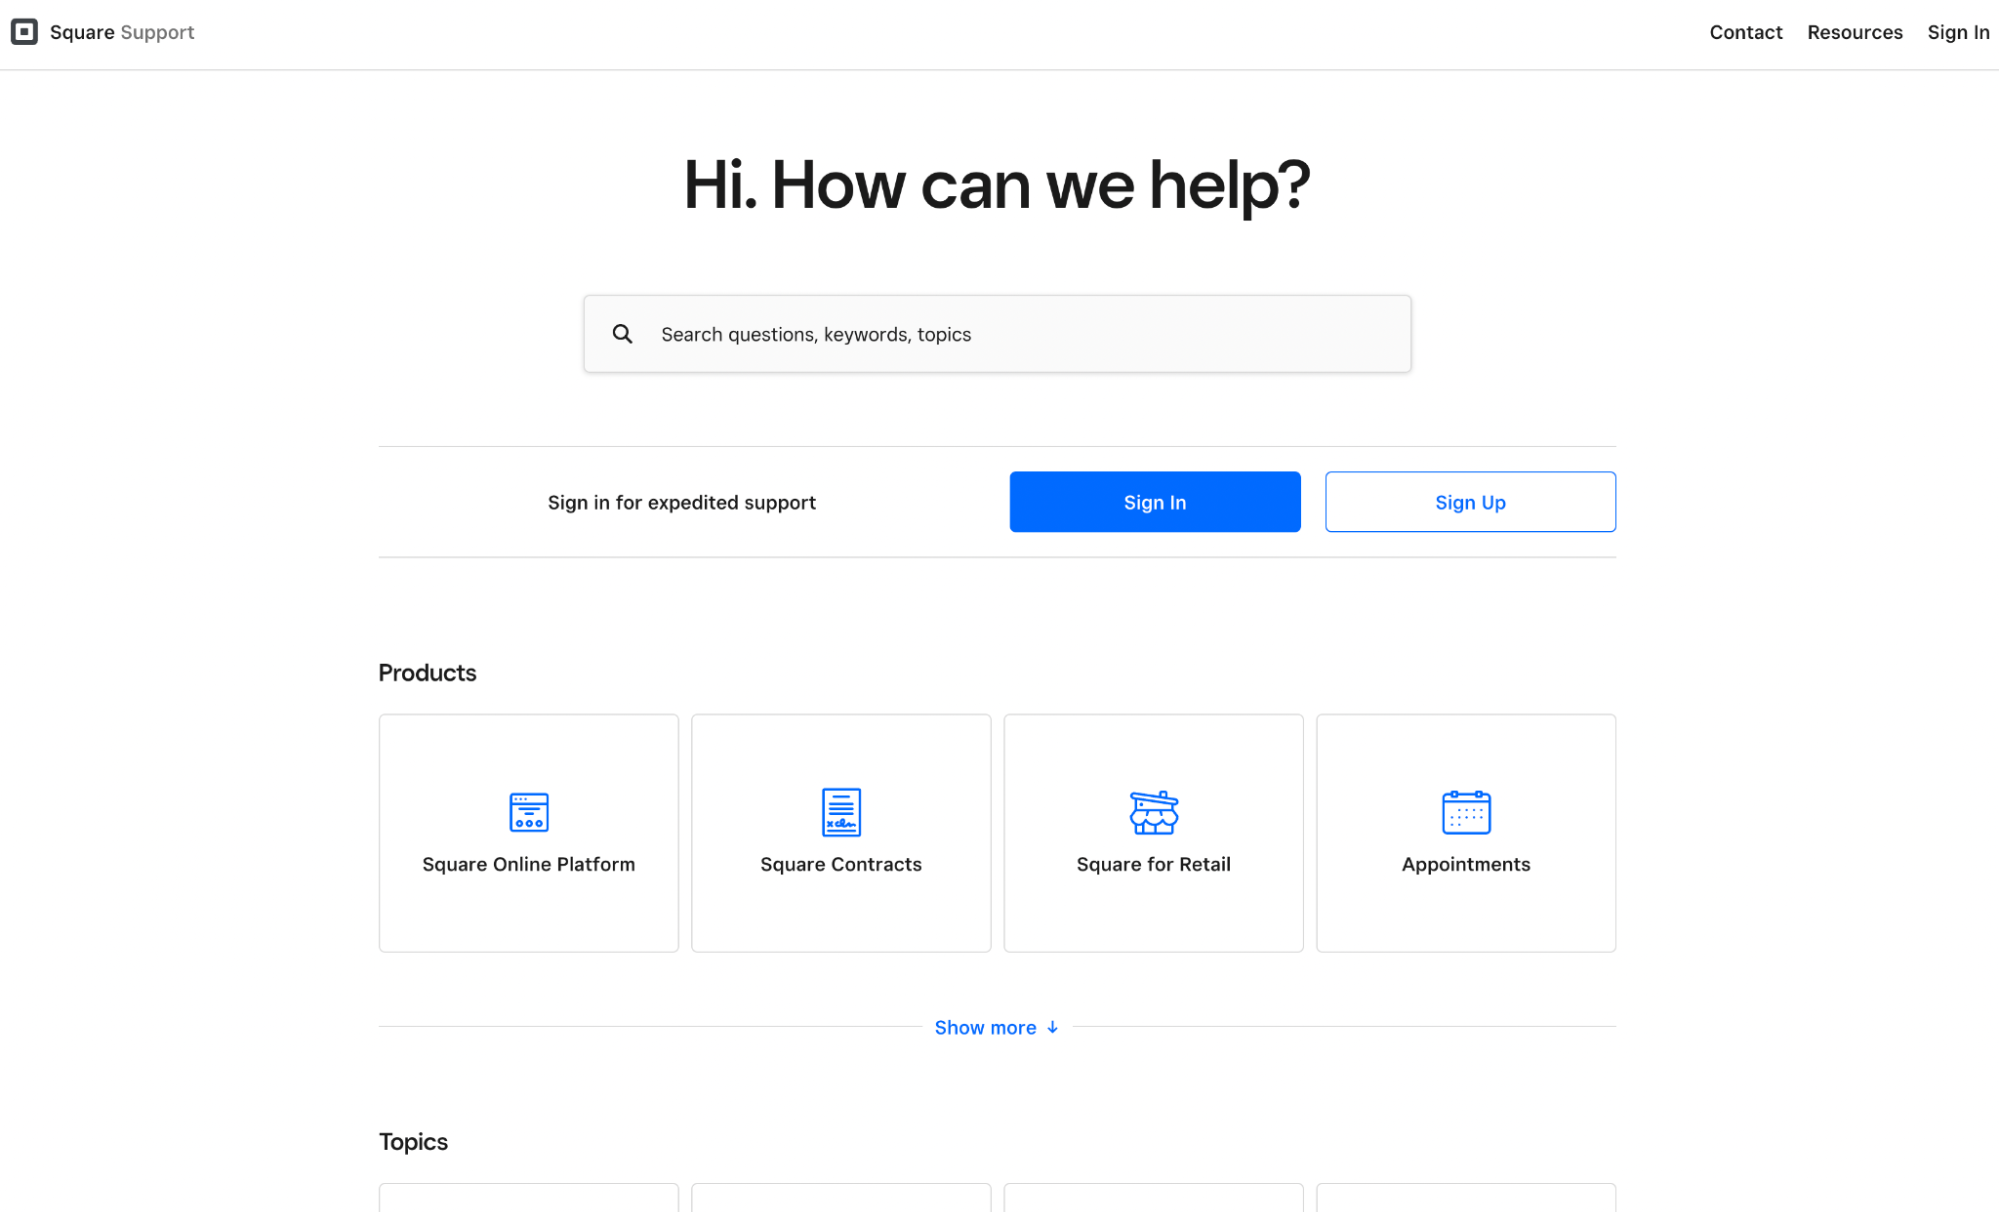 Square Support
Contact Resources Sign In
Hi. How can we help?
Search questions, keywords, topics
Sign in for expedited support
Sign In
Sign Up
Products
Square Online Platform
Square Contracts
Square for Retail
Appointments
Show more ↓
Topics